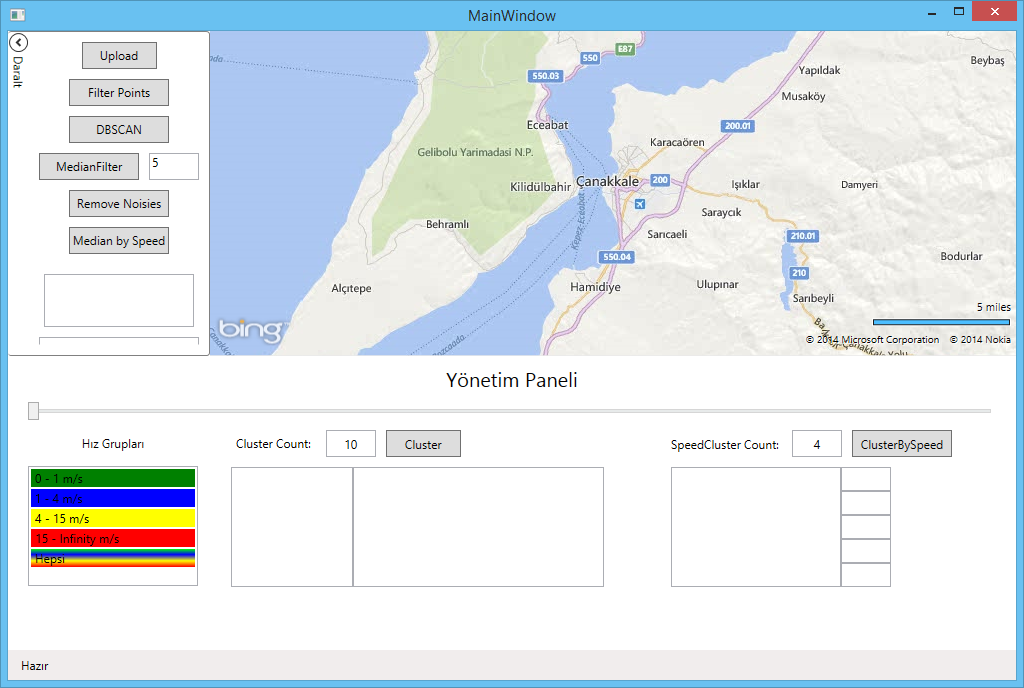 MainWindow
Daralt
Upload
Filter Points
DBSCAN
MedianFilter
5
Remove Noisies
Median by Speed
E87
550
550.03
Beybaş
Yapıldak
Musaköy
Eceabat
200.01
Karacaören
Gelibolu Yarimadasi N.P.
Kilidülbahir
Çanakkale
200
Işıklar
Damyeri
Saraycık
Behramlı
Kepez-Eceabat
Sarıcaeli
210.01
550.04
Bodurlar
210
Alçıtepe
Hamidiye
Ulupınar
Sarıbeyli
5 miles
bing
© 2014 Microsoft Corporation © 2014 Nokia
Yönetim Paneli
Hız Grupları
0 - 1 m/s
1 - 4 m/s
4 - 15 m/s
15 - Infinity m/s
Hepsi
Cluster Count:
10
Cluster
SpeedCluster Count:
4
ClusterBySpeed
Hazır